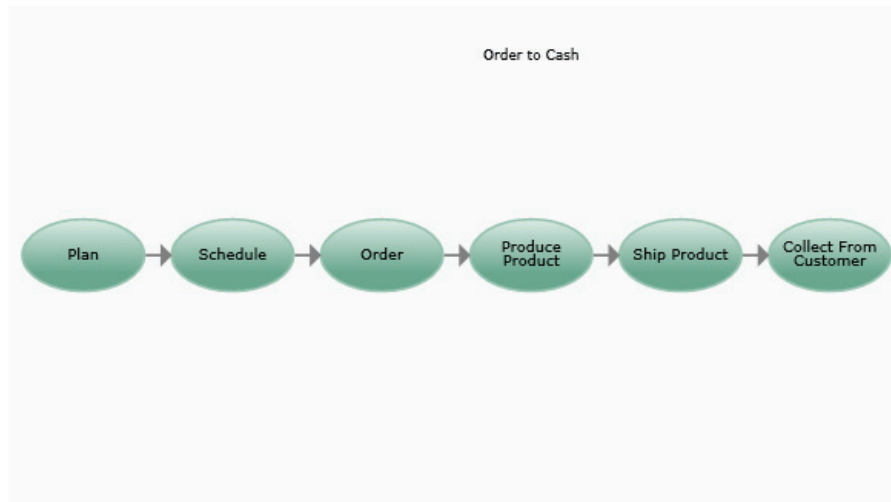 Order to Cash
Plan
Schedule
Order
Produce
Product
Ship Product
Collect From
Customer